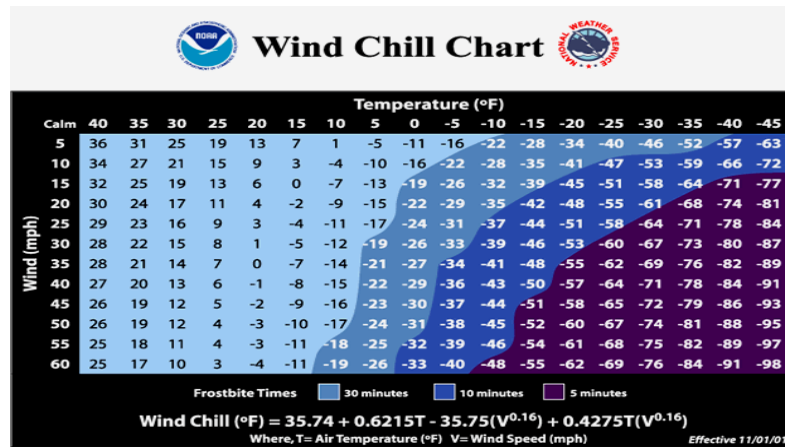 NOAA Wind Chill Chart NATIONAL WEATHER SERVICE
Temperature (ºF)
Calm 40 35 30 25 20 15 10 5 0 -5 -10 -15 -20 -25 -30 -35 -40 -45
5 36 31 25 19 13 7 1 -5 -11 -16 -22 -28 -34 -40 -46 -52 -57 -63
10 34 27 21 15 9 3 -4 -10 -16 -22 -28 -35 -41 -47 -53 -59 -66 -72
15 32 25 19 13 6 0 -7 -13 -19 -26 -32 -39 -45 -51 -58 -64 -71 -77
20 30 24 17 11 4 -2 -9 -15 -22 -29 -35 -42 -48 -55 -61 -68 -74 -81
25 29 23 16 9 3 -4 -11 -17 -24 -31 -37 -44 -51 -58 -64 -71 -78 -84
30 28 22 15 8 1 -5 -12 -19 -26 -33 -39 -46 -53 -60 -67 -73 -80 -87
35 28 21 14 7 0 -7 -14 -21 -27 -34 -41 -48 -55 -62 -69 -76 -82 -89
40 27 20 13 6 -1 -8 -15 -22 -29 -36 -43 -50 -57 -64 -71 -78 -84 -91
45 26 19 12 5 -2 -9 -16 -23 -30 -37 -44 -51 -58 -65 -72 -79 -86 -93
50 26 19 12 4 -3 -10 -17 -24 -31 -38 -45 -52 -60 -67 -74 -81 -88 -95
55 25 18 11 4 -3 -11 -18 -25 -32 -39 -46 -54 -61 -68 -75 -82 -89 -97
60 25 17 10 3 -4 -11 -19 -26 -33 -40 -48 -55 -62 -69 -76 -84 -91 -98
Wind (mph)
Frostbite Times 30 minutes 10 minutes 5 minutes
Wind Chill (ºF) = 35.74 + 0.6215T - 35.75(V^0.16) + 0.4275T(V^0.16)
Where, T= Air Temperature (ºF) V= Wind Speed (mph) Effective 11/01/01